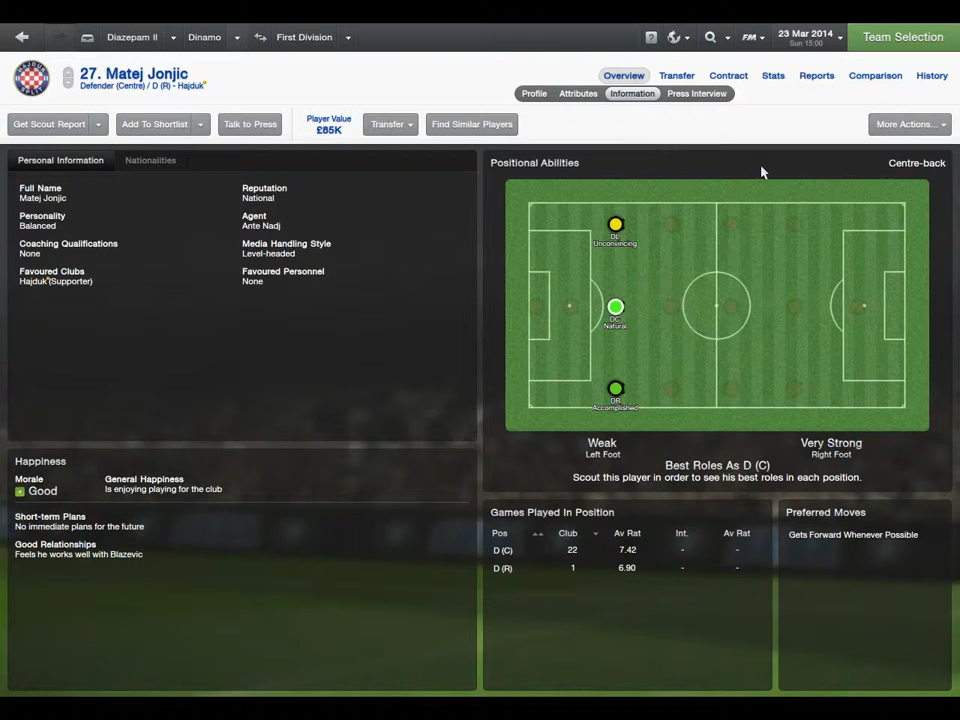 Diazepam II
Dinamo
First Division
?
FM
23 Mar 2014
Sun 15:00
Team Selection
HAJDUK
SPLIT
27. Matej Jonjic
Defender (Centre) / D (R) - Hajduk
Overview
Transfer
Contract
Stats
Reports
Comparison
History
Profile
Attributes
Information
Press Interview
Get Scout Report
Add To Shortlist
Talk to Press
Player Value
£85K
Transfer
Find Similar Players
More Actions...
Personal Information
Nationalities
Full Name
Matej Jonjic
Reputation
National
Personality
Balanced
Agent
Ante Nadj
Coaching Qualifications
None
Media Handling Style
Level-headed
Favoured Clubs
Hajduk (Supporter)
Favoured Personnel
None
Positional Abilities
Centre-back
DL
Unconvincing
DC
Natural
DR
Accomplished
Weak
Left Foot
Very Strong
Right Foot
Best Roles As D (C)
Scout this player in order to see his best roles in each position.
Happiness
Morale
Good
General Happiness
Is enjoying playing for the club
Short-term Plans
No immediate plans for the future
Good Relationships
Feels he works well with Blazevic
Games Played In Position
Pos Club Av Rat Int. Av Rat
D (C) 22 7.42 - -
D (R) 1 6.90 - -
Preferred Moves
Gets Forward Whenever Possible